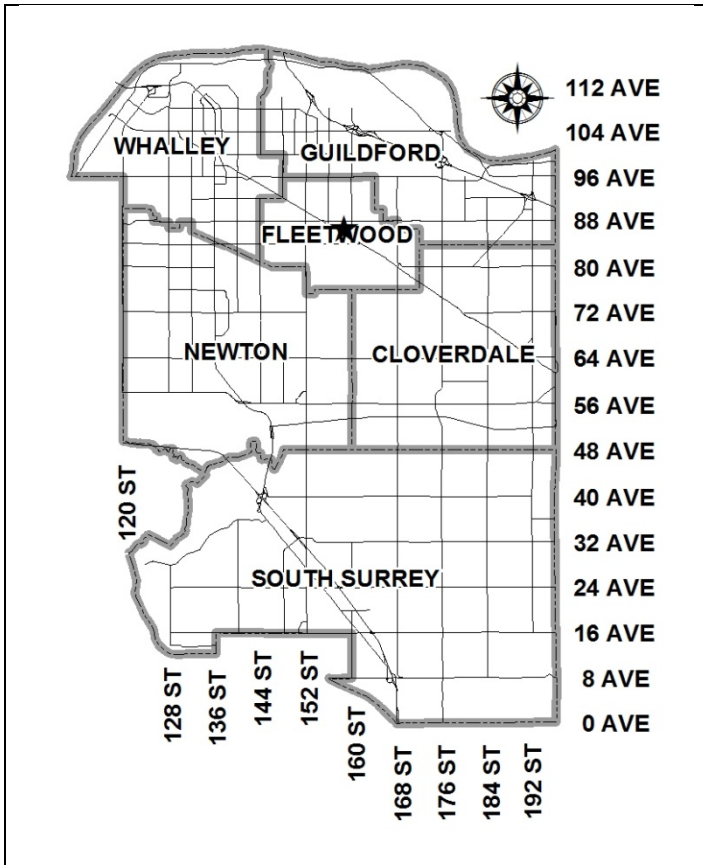 112 AVE
104 AVE
WHALLEY
GUILDFORD
96 AVE
88 AVE
FLEETWOOD
80 AVE
72 AVE
NEWTON
CLOVERDALE
64 AVE
56 AVE
48 AVE
120 ST
40 AVE
32 AVE
SOUTH SURREY
24 AVE
16 AVE
128 ST
136 ST
144 ST
152 ST
160 ST
8 AVE
0 AVE
168 ST
176 ST
184 ST
192 ST